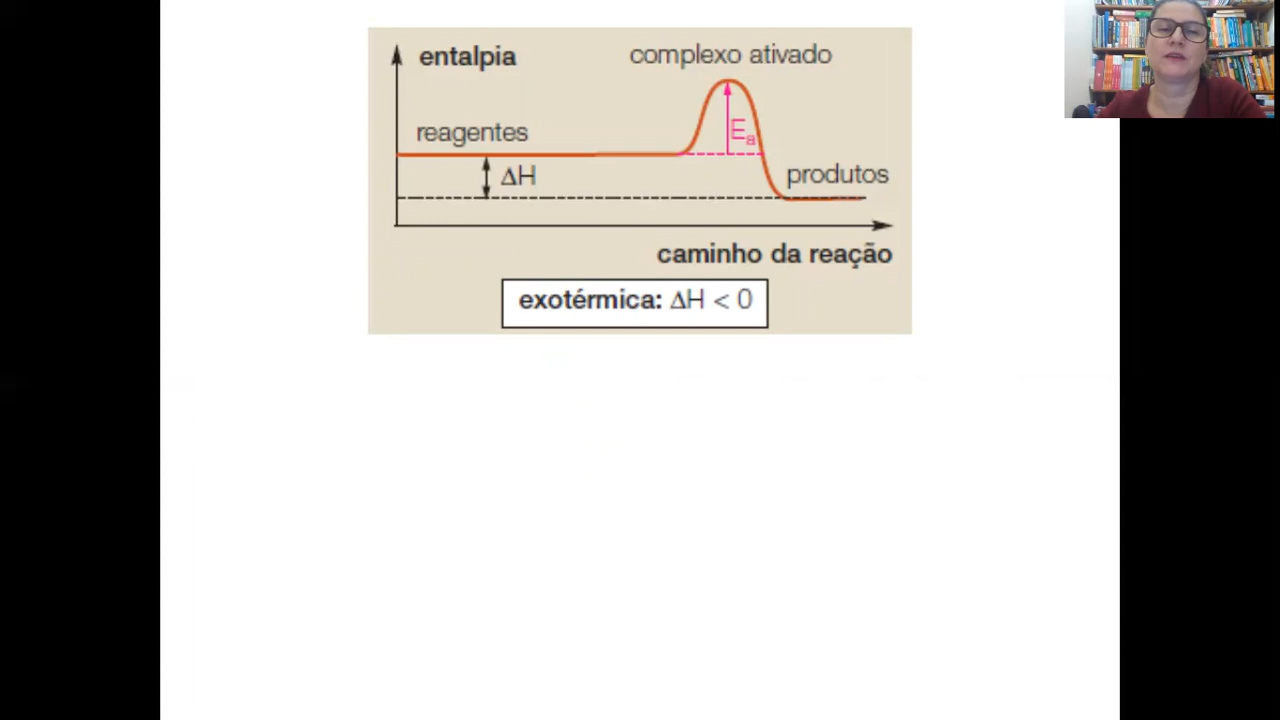 entalpia
complexo ativado
reagentes
Ea
ΔH
produtos
caminho da reação
exotérmica: ΔH < 0